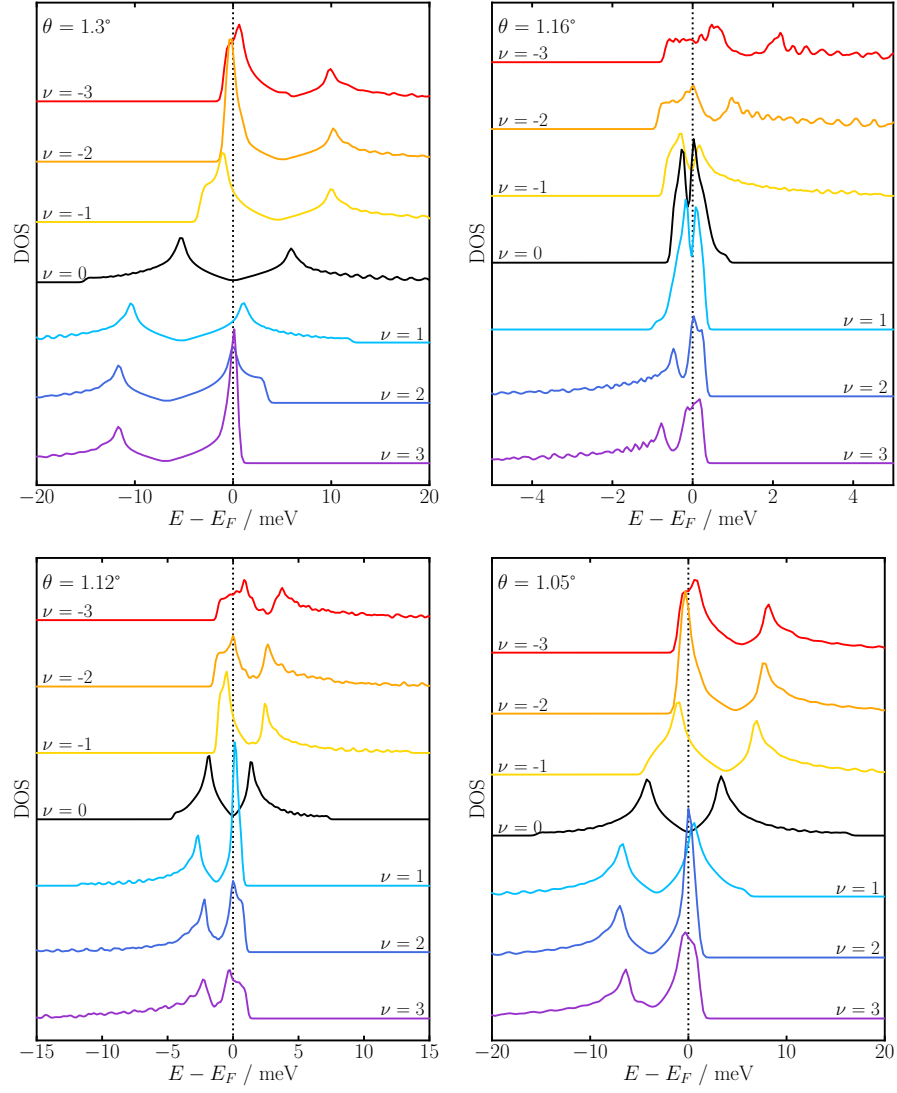 θ = 1.3°
ν = -3
ν = -2
ν = -1
ν = 0
ν = 1
ν = 2
ν = 3
DOS
−20 −10 0 10 20
E − E_F / meV
θ = 1.16°
ν = -3
ν = -2
ν = -1
ν = 0
ν = 1
ν = 2
ν = 3
DOS
−4 −2 0 2 4
E − E_F / meV
θ = 1.12°
ν = -3
ν = -2
ν = -1
ν = 0
ν = 1
ν = 2
ν = 3
DOS
−15 −10 −5 0 5 10 15
E − E_F / meV
θ = 1.05°
ν = -3
ν = -2
ν = -1
ν = 0
ν = 1
ν = 2
ν = 3
DOS
−20 −10 0 10 20
E − E_F / meV